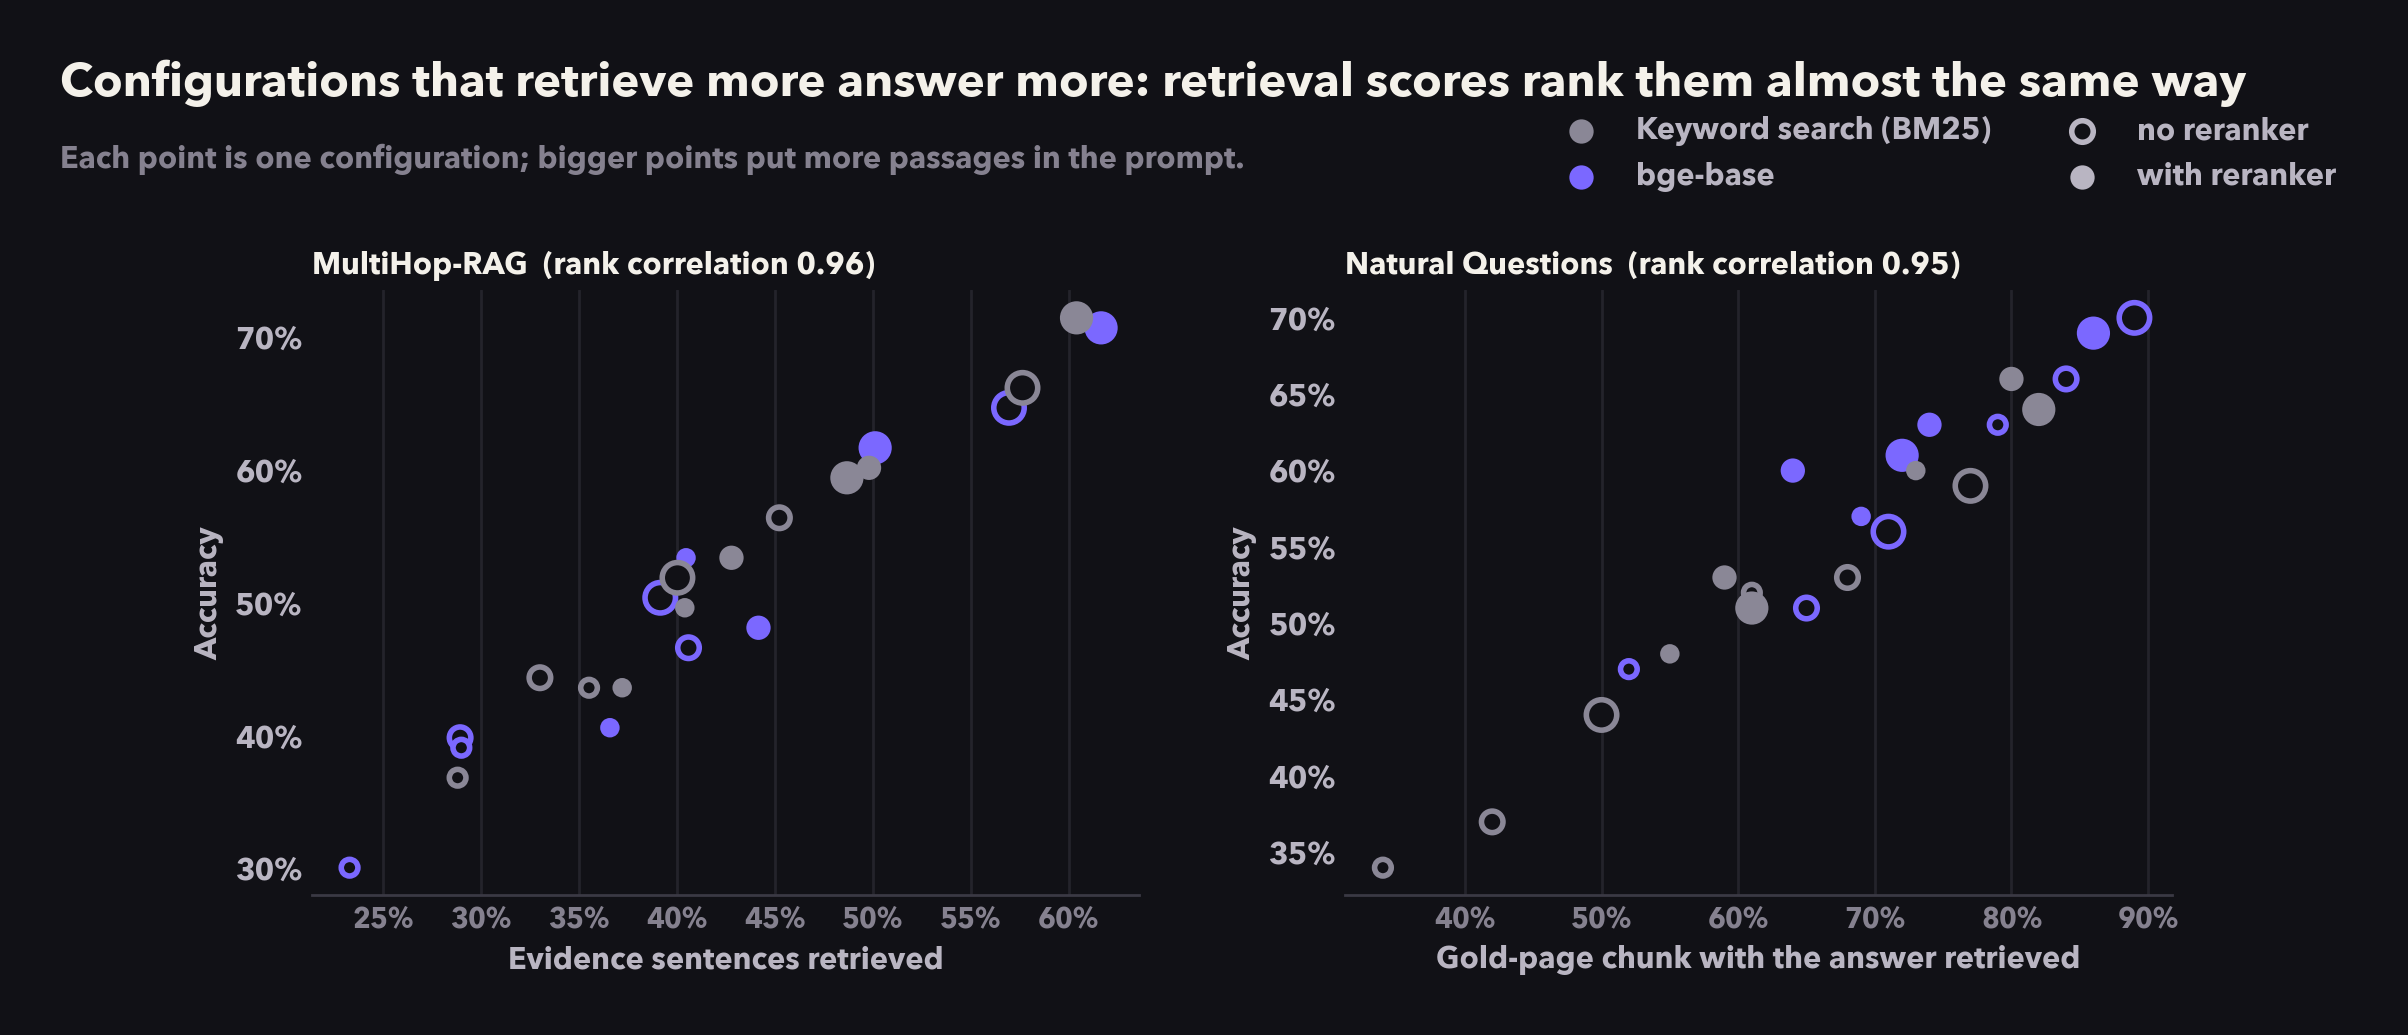 Configurations that retrieve more answer more: retrieval scores rank them almost the same way
Each point is one configuration; bigger points put more passages in the prompt.
Keyword search (BM25)
no reranker
bge-base
with reranker
MultiHop-RAG (rank correlation 0.96)
70%
60%
50%
40%
30%
Accuracy
25% 30% 35% 40% 45% 50% 55% 60%
Evidence sentences retrieved
Natural Questions (rank correlation 0.95)
70%
65%
60%
55%
50%
45%
40%
35%
Accuracy
40% 50% 60% 70% 80% 90%
Gold-page chunk with the answer retrieved